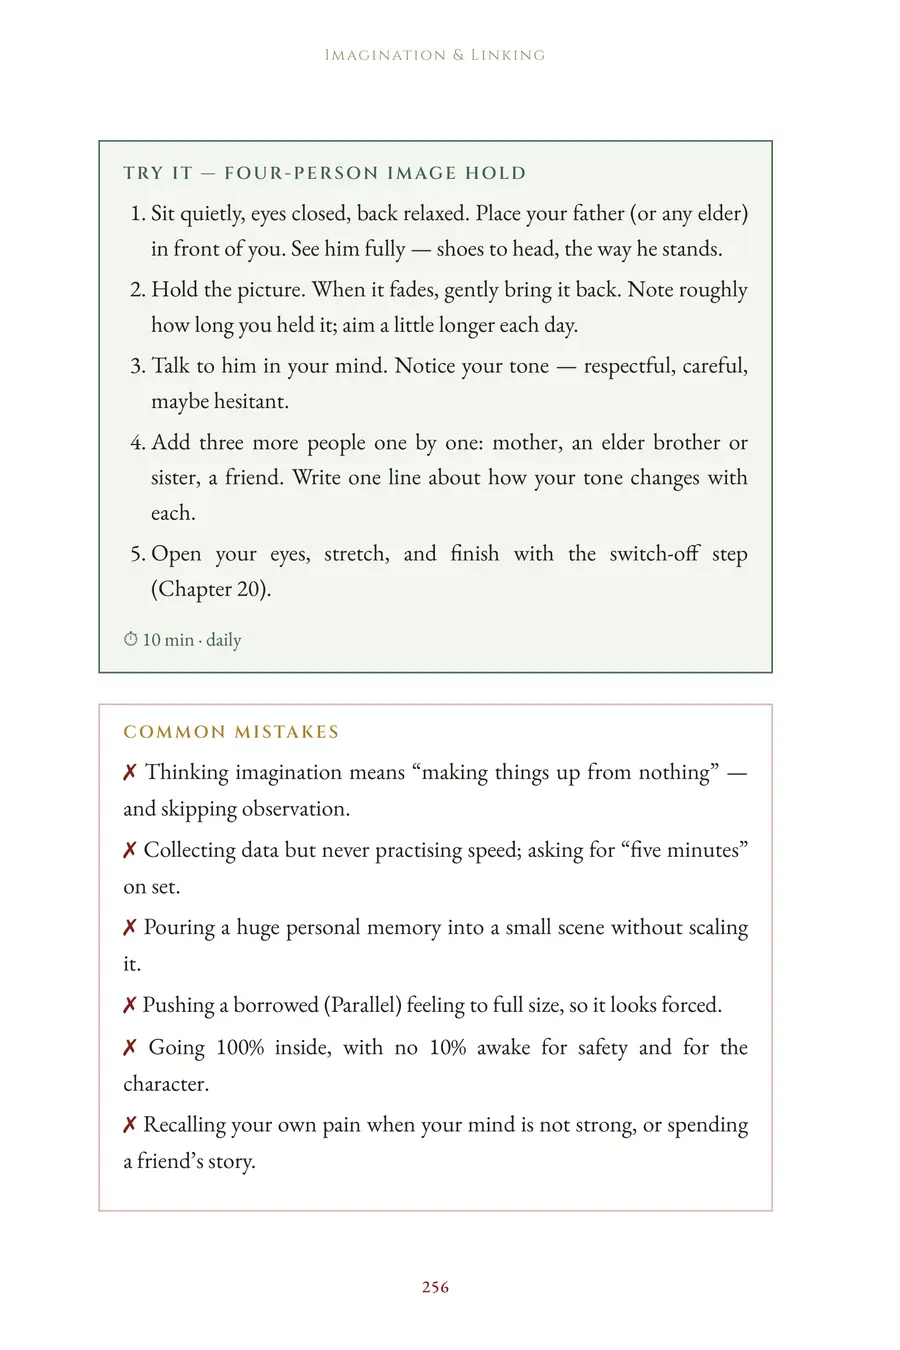 Imagination & Linking
TRY IT — FOUR-PERSON IMAGE HOLD
1. Sit quietly, eyes closed, back relaxed. Place your father (or any elder)
in front of you. See him fully — shoes to head, the way he stands.
2. Hold the picture. When it fades, gently bring it back. Note roughly
how long you held it; aim a little longer each day.
3. Talk to him in your mind. Notice your tone — respectful, careful,
maybe hesitant.
4. Add three more people one by one: mother, an elder brother or
sister, a friend. Write one line about how your tone changes with
each.
5. Open your eyes, stretch, and finish with the switch-off step
(Chapter 20).
⏱ 10 min · daily
COMMON MISTAKES
✗ Thinking imagination means “making things up from nothing” —
and skipping observation.
✗ Collecting data but never practising speed; asking for “five minutes”
on set.
✗ Pouring a huge personal memory into a small scene without scaling
it.
✗ Pushing a borrowed (Parallel) feeling to full size, so it looks forced.
✗ Going 100% inside, with no 10% awake for safety and for the
character.
✗ Recalling your own pain when your mind is not strong, or spending
a friend’s story.
256